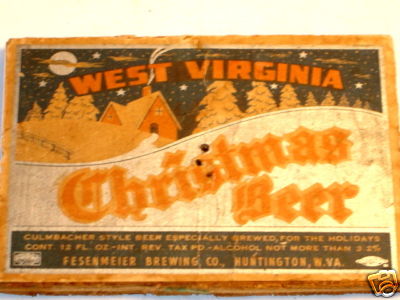 WEST VIRGINIA
Christmas
Beer
CULMBACHER STYLE BEER ESPECIALLY BREWED FOR THE HOLIDAYS
CONT. 12 FL. OZ-INT. REV. TAX PD-ALCOHOL NOT MORE THAN 3.2%
FESENMEIER BREWING CO., HUNTINGTON, W.VA.